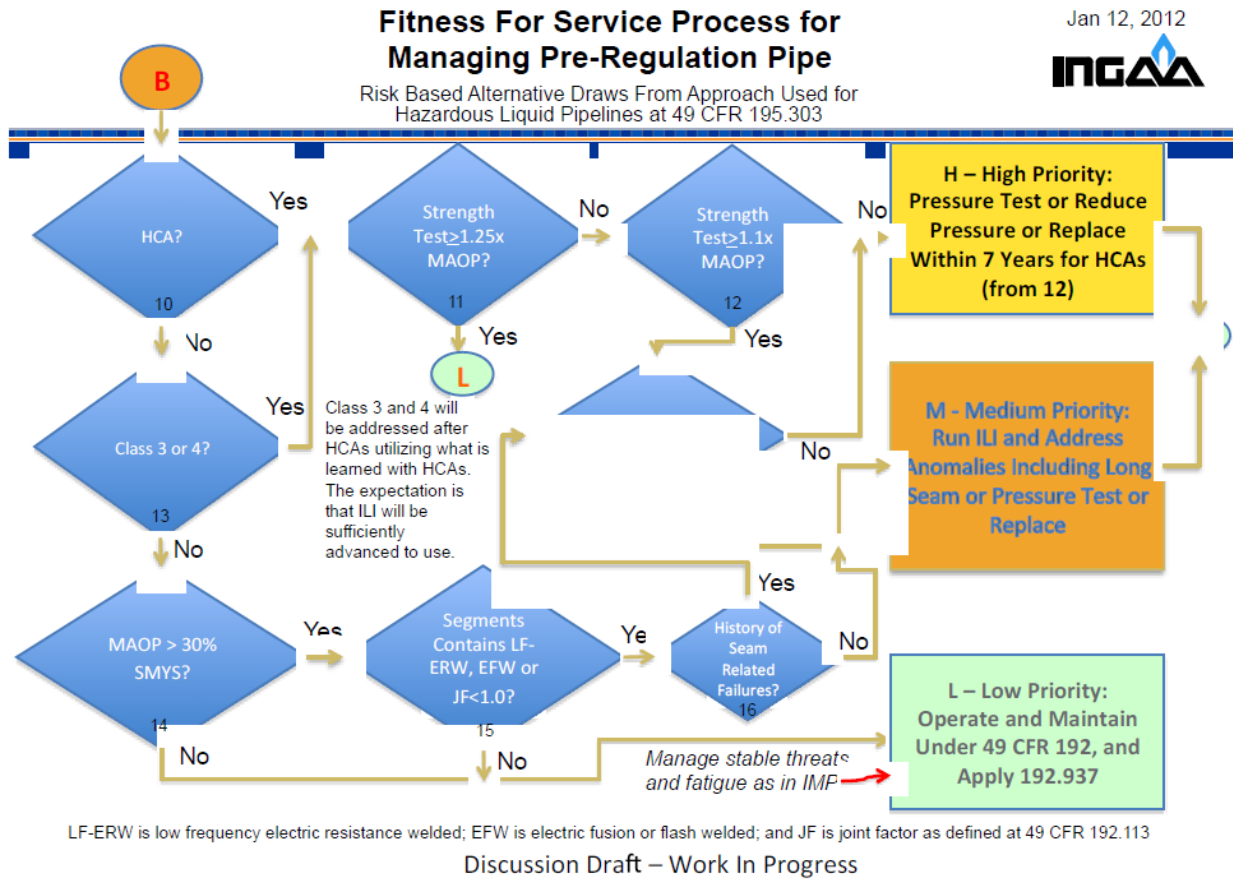 Fitness For Service Process for
Managing Pre-Regulation Pipe
Risk Based Alternative Draws From Approach Used for
Hazardous Liquid Pipelines at 49 CFR 195.303
Jan 12, 2012
INGAA
B
HCA?
10
Yes
No
Strength
Test≥1.25x
MAOP?
11
No
Yes
L
Strength
Test≥1.1x
MAOP?
12
No
Yes
H – High Priority:
Pressure Test or Reduce
Pressure or Replace
Within 7 Years for HCAs
(from 12)
Class 3 or 4?
13
Yes
No
Class 3 and 4 will
be addressed after
HCAs utilizing what is
learned with HCAs.
The expectation is
that ILI will be
sufficiently
advanced to use.
No
M - Medium Priority:
Run ILI and Address
Anomalies Including Long
Seam or Pressure Test or
Replace
MAOP > 30%
SMYS?
14
Yes
No
Segments
Contains LF-
ERW, EFW or
JF<1.0?
15
No
History of
Seam
Related
Failures?
16
Yes
No
Manage stable threats
and fatigue as in IMP
L – Low Priority:
Operate and Maintain
Under 49 CFR 192, and
Apply 192.937
LF-ERW is low frequency electric resistance welded; EFW is electric fusion or flash welded; and JF is joint factor as defined at 49 CFR 192.113
Discussion Draft – Work In Progress